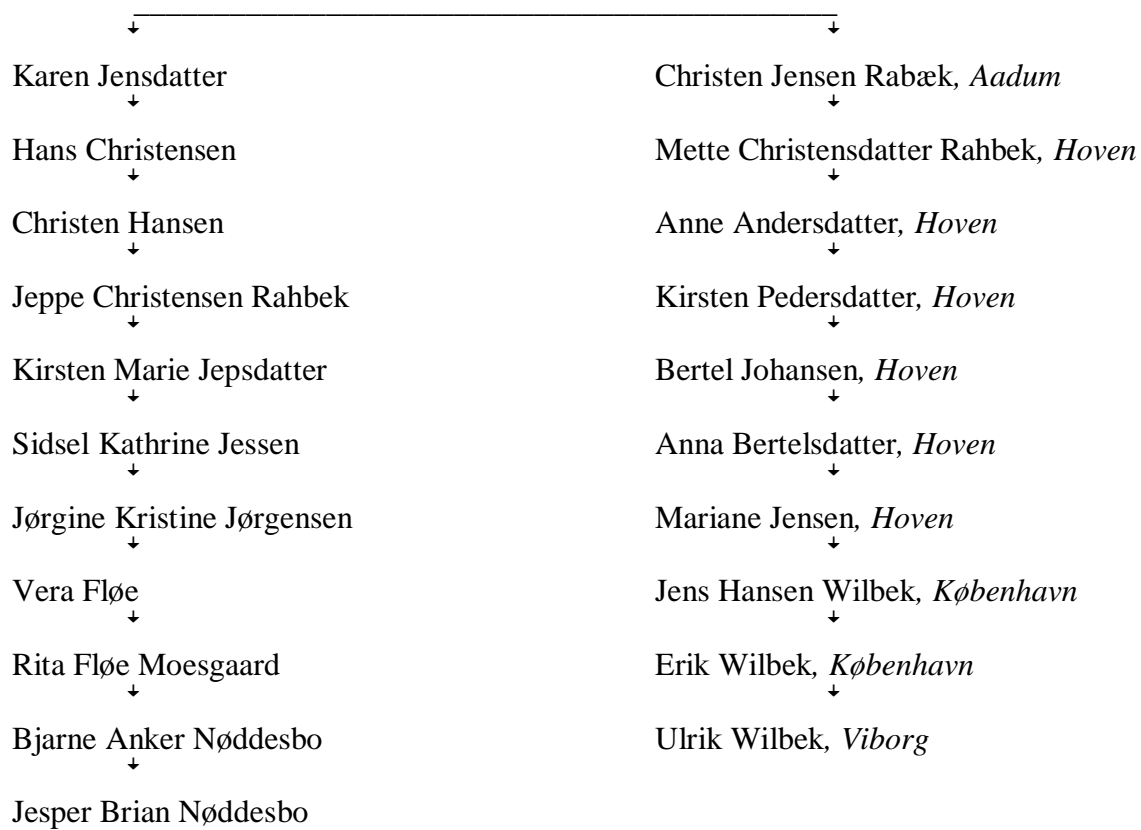 Karen Jensdatter
Christen Jensen Rabæk, Aadum
Hans Christensen
Mette Christensdatter Rahbek, Hoven
Christen Hansen
Anne Andersdatter, Hoven
Jeppe Christensen Rahbek
Kirsten Pedersdatter, Hoven
Kirsten Marie Jepsdatter
Bertel Johansen, Hoven
Sidsel Kathrine Jessen
Anna Bertelsdatter, Hoven
Jørgine Kristine Jørgensen
Mariane Jensen, Hoven
Vera Fløe
Jens Hansen Wilbek, København
Rita Fløe Moesgaard
Erik Wilbek, København
Bjarne Anker Nøddesbo
Ulrik Wilbek, Viborg
Jesper Brian Nøddesbo